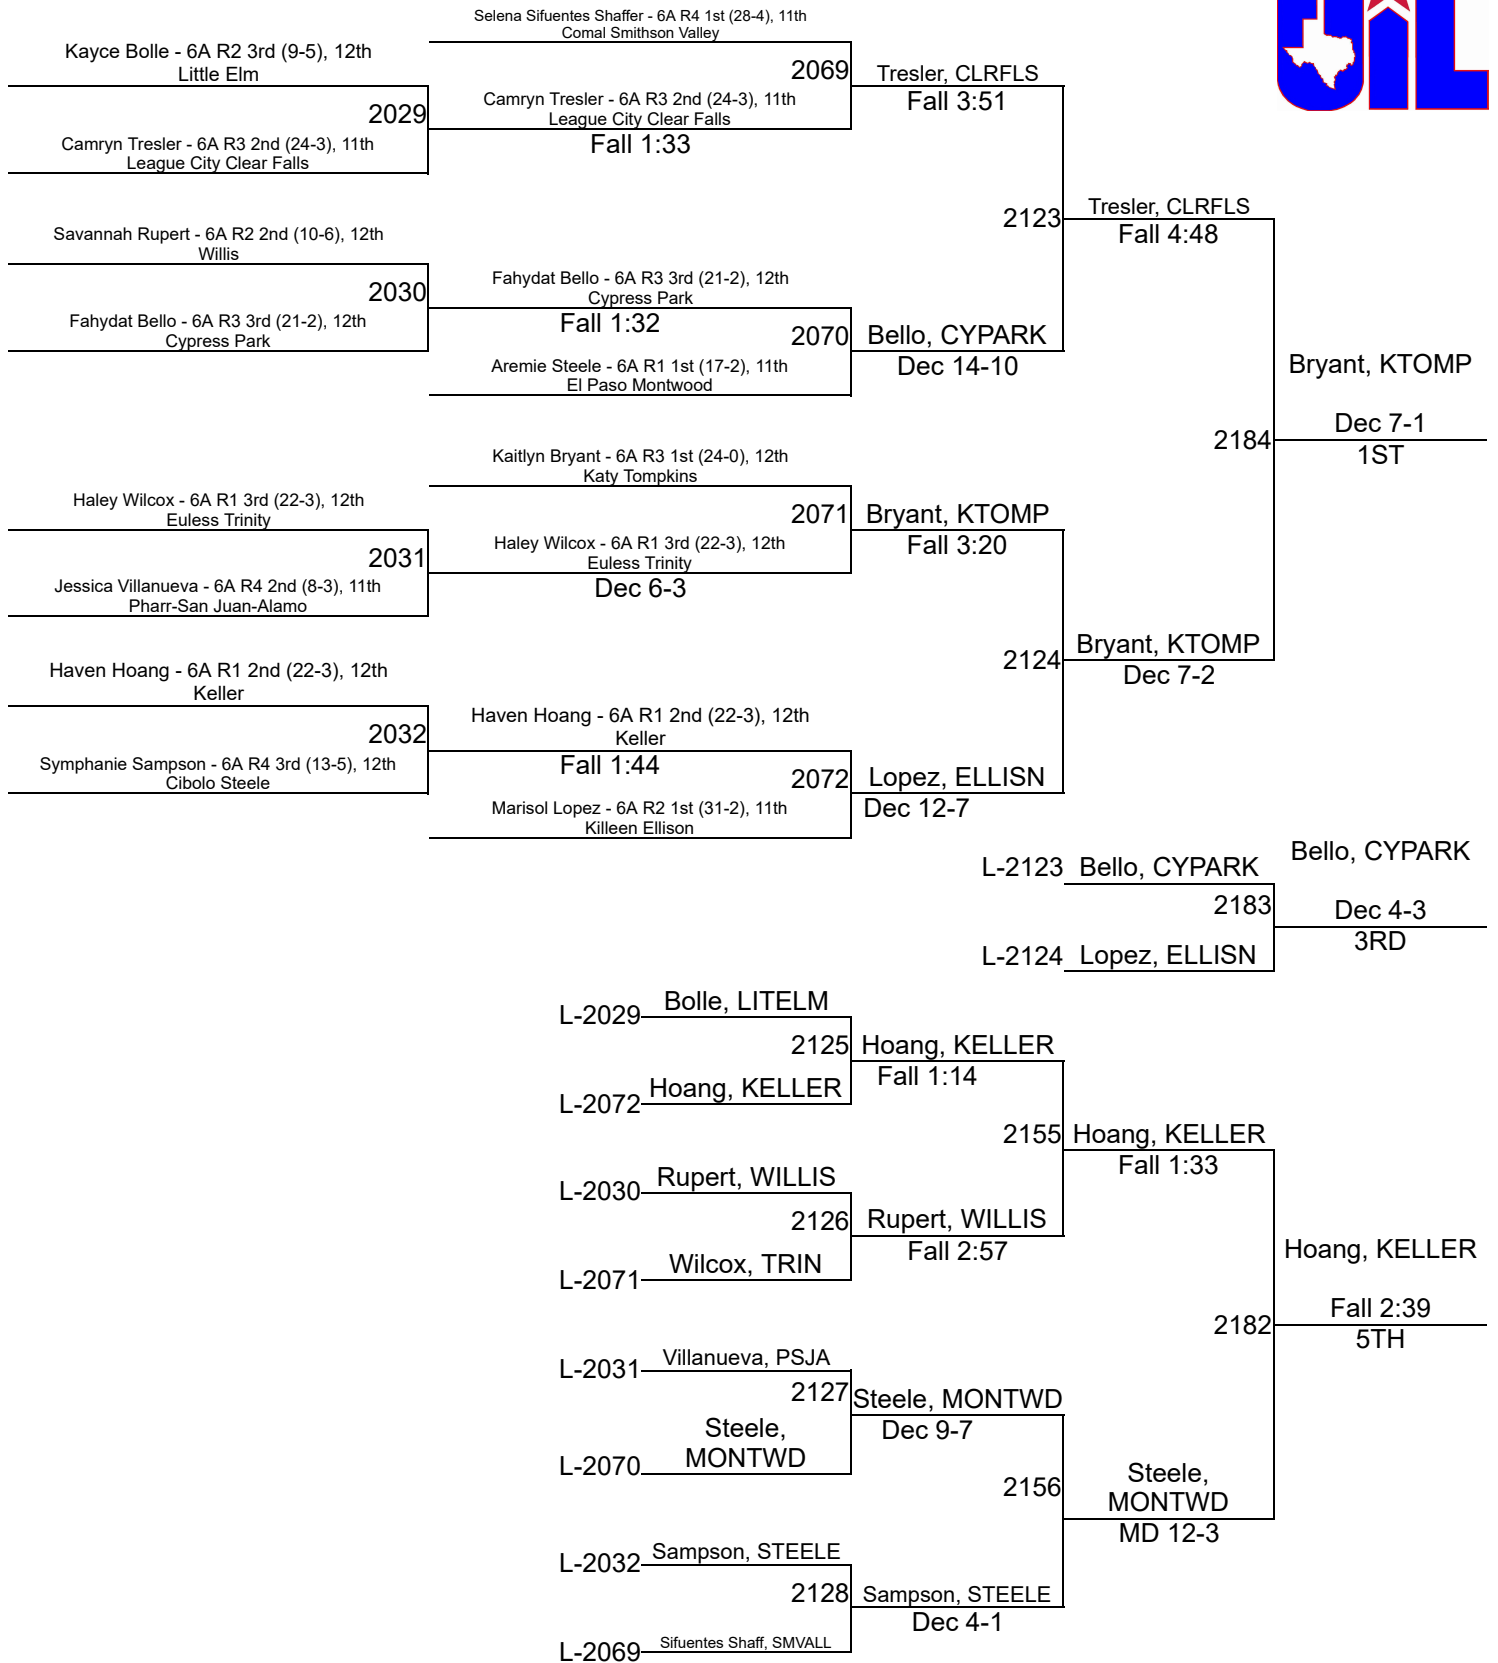 Selena Sifuentes Shaffer - 6A R4 1st (28-4), 11th
Comal Smithson Valley
Kayce Bolle - 6A R2 3rd (9-5), 12th
Little Elm
2069
Tresler, CLRFLS
Fall 3:51
2029
Camryn Tresler - 6A R3 2nd (24-3), 11th
League City Clear Falls
Fall 1:33
Camryn Tresler - 6A R3 2nd (24-3), 11th
League City Clear Falls
2123
Tresler, CLRFLS
Fall 4:48
Savannah Rupert - 6A R2 2nd (10-6), 12th
Willis
2030
Fahydat Bello - 6A R3 3rd (21-2), 12th
Cypress Park
Fall 1:32
Fahydat Bello - 6A R3 3rd (21-2), 12th
Cypress Park
2070
Bello, CYPARK
Dec 14-10
Aremie Steele - 6A R1 1st (17-2), 11th
El Paso Montwood
Bryant, KTOMP
Dec 7-1
2184
1ST
Kaitlyn Bryant - 6A R3 1st (24-0), 12th
Katy Tompkins
Haley Wilcox - 6A R1 3rd (22-3), 12th
Euless Trinity
2071
Bryant, KTOMP
Fall 3:20
2031
Haley Wilcox - 6A R1 3rd (22-3), 12th
Euless Trinity
Dec 6-3
Jessica Villanueva - 6A R4 2nd (8-3), 11th
Pharr-San Juan-Alamo
2124
Bryant, KTOMP
Dec 7-2
Haven Hoang - 6A R1 2nd (22-3), 12th
Keller
2032
Haven Hoang - 6A R1 2nd (22-3), 12th
Keller
Fall 1:44
Symphanie Sampson - 6A R4 3rd (13-5), 12th
Cibolo Steele
2072
Lopez, ELLISN
Dec 12-7
Marisol Lopez - 6A R2 1st (31-2), 11th
Killeen Ellison
L-2123
Bello, CYPARK
Bello, CYPARK
2183
Dec 4-3
3RD
L-2124
Lopez, ELLISN
L-2029
Bolle, LITELM
2125
Hoang, KELLER
Fall 1:14
L-2072
Hoang, KELLER
2155
Hoang, KELLER
Fall 1:33
L-2030
Rupert, WILLIS
2126
Rupert, WILLIS
Fall 2:57
L-2071
Wilcox, TRIN
Hoang, KELLER
Fall 2:39
2182
5TH
L-2031
Villanueva, PSJA
2127
Steele, MONTWD
Dec 9-7
Steele,
MONTWD
L-2070
2156
Steele,
MONTWD
MD 12-3
L-2032
Sampson, STEELE
2128
Sampson, STEELE
Dec 4-1
L-2069
Sifuentes Shaff, SMVALL
UIL